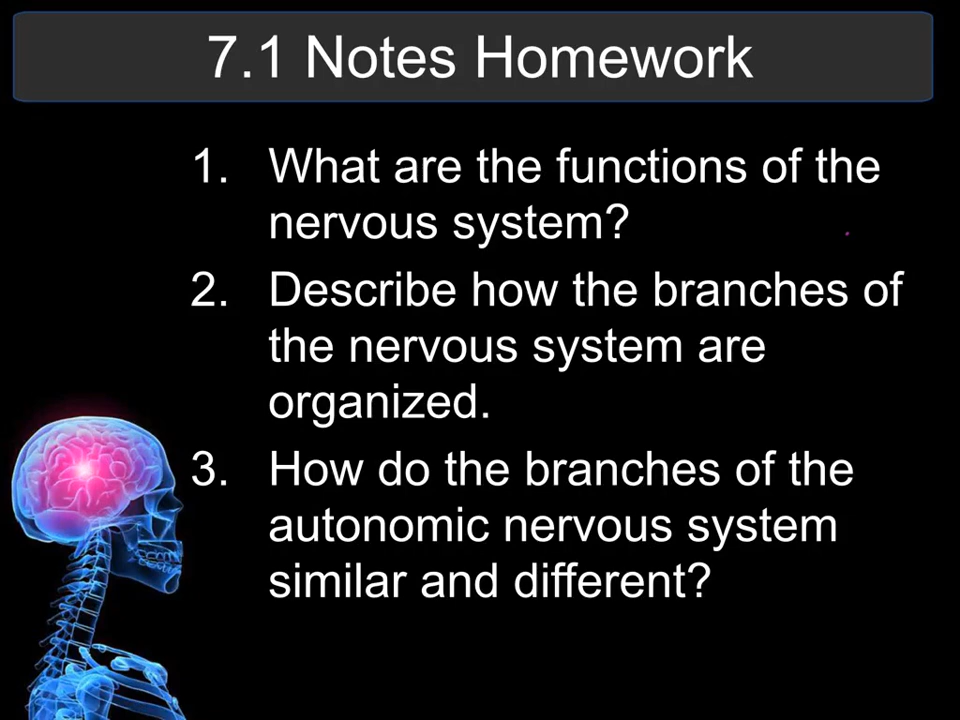 7.1 Notes Homework
1. What are the functions of the
nervous system?
2. Describe how the branches of
the nervous system are
organized.
3. How do the branches of the
autonomic nervous system
similar and different?